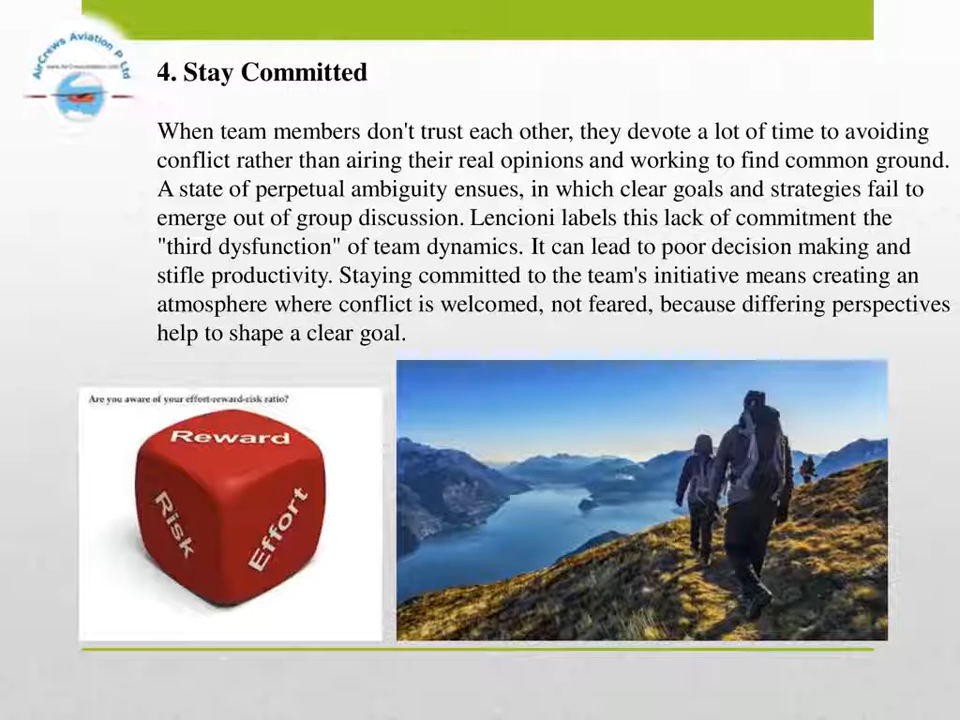 AirCrews Aviation P Ltd
www.AirCrewsAviation.com
4. Stay Committed
When team members don't trust each other, they devote a lot of time to avoiding
conflict rather than airing their real opinions and working to find common ground.
A state of perpetual ambiguity ensues, in which clear goals and strategies fail to
emerge out of group discussion. Lencioni labels this lack of commitment the
"third dysfunction" of team dynamics. It can lead to poor decision making and
stifle productivity. Staying committed to the team's initiative means creating an
atmosphere where conflict is welcomed, not feared, because differing perspectives
help to shape a clear goal.
Are you aware of your effort-reward-risk ratio?
Reward
Risk
Effort